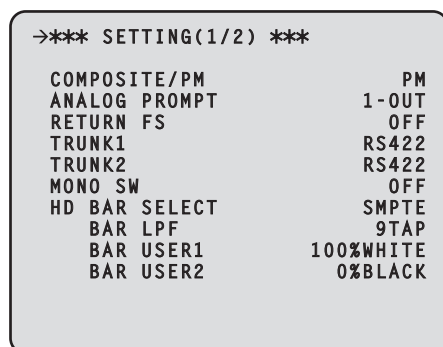 →*** SETTING(1/2) ***
COMPOSITE/PM PM
ANALOG PROMPT 1-OUT
RETURN FS OFF
TRUNK1 RS422
TRUNK2 RS422
MONO SW OFF
HD BAR SELECT SMPTE
BAR LPF 9TAP
BAR USER1 100%WHITE
BAR USER2 0%BLACK